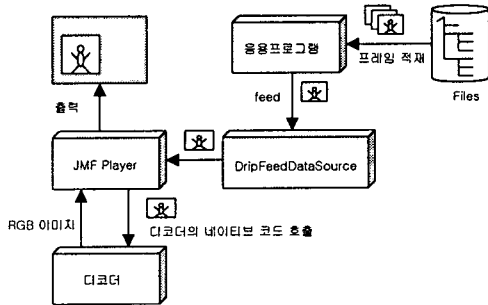 응용프로그램
프레임 적재
Files
feed
출력
JMF Player
DripFeedDataSource
RGB 이미지
디코더의 네이티브 코드 호출
디코더